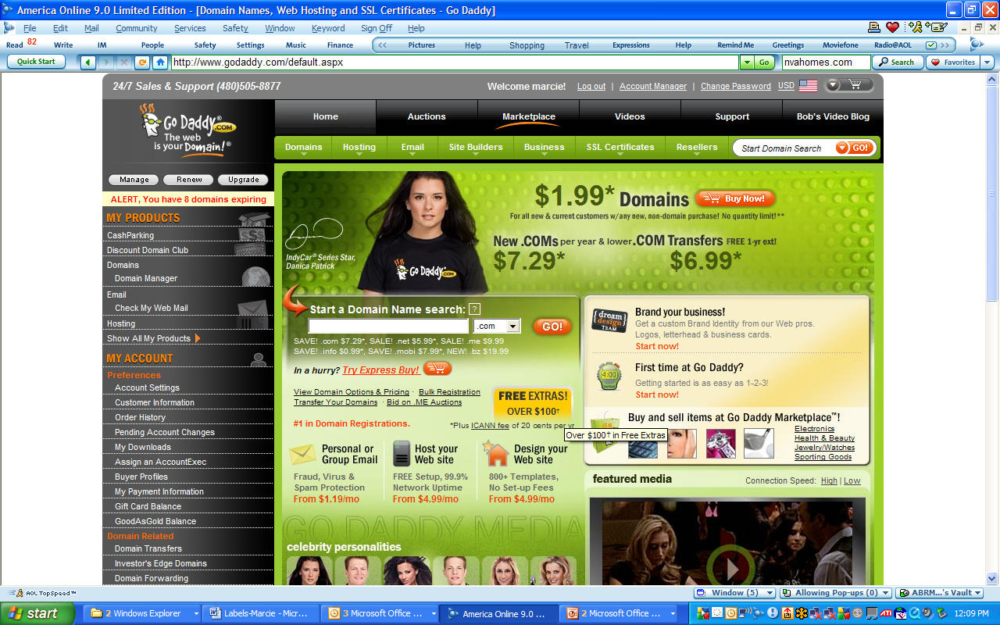 America Online 9.0 Limited Edition - [Domain Names, Web Hosting and SSL Certificates - Go Daddy]
File Edit Mail Community Services Safety Window Keyword Sign Off Help
Read 82 Write IM People Safety Settings Music Finance << Pictures Help Shopping Travel Expressions Help Remind Me Greetings Moviefone Radio@AOL >>
Quick Start http://www.godaddy.com/default.aspx Go nvahomes.com Search Favorites
24/7 Sales & Support (480)505-8877 Welcome marcie! Log out | Account Manager | Change Password USD
Go Daddy® .COM
The web
is your Domain!®
Home Auctions Marketplace Videos Support Bob's Video Blog
Domains Hosting Email Site Builders Business SSL Certificates Resellers Start Domain Search GO!
Manage Renew Upgrade
ALERT, You have 8 domains expiring
MY PRODUCTS
CashParking
Discount Domain Club
Domains
Domain Manager
Email
Check My Web Mail
Hosting
Show All My Products
MY ACCOUNT
Preferences
Account Settings
Customer Information
Order History
Pending Account Changes
My Downloads
Assign an AccountExec
Buyer Profiles
My Payment Information
Gift Card Balance
GoodAsGold Balance
Domain Related
Domain Transfers
Investor's Edge Domains
Domain Forwarding
IndyCar® Series Star,
Danica Patrick
Go Daddy .COM
$1.99* Domains Buy Now!
For all new & current customers w/any new, non-domain purchase! No quantity limit!**
New .COMs per year & lower .COM Transfers FREE 1-yr ext!
$7.29* $6.99*
Start a Domain Name search: ?
.com GO!
SAVE! .com $7.29*, SALE! .net $5.99*, SALE! .me $9.99
SAVE! .info $0.99*, SAVE! .mobi $7.99*, NEW! .bz $19.99
In a hurry? Try Express Buy!
View Domain Options & Pricing · Bulk Registration
Transfer Your Domains · Bid on .ME Auctions
FREE EXTRAS!
OVER $100†
#1 in Domain Registrations. *Plus ICANN fee of 20 cents per yr
Over $100† in Free Extras
Personal or
Group Email
Fraud, Virus &
Spam Protection
From $1.19/mo
Host your
Web site
FREE Setup, 99.9%
Network Uptime
From $4.99/mo
Design your
Web site
800+ Templates,
No Set-up Fees
From $4.99/mo
GO DADDY MEDIA
celebrity personalities
dream
design
TEAM
Brand your business!
Get a custom Brand Identity from our Web pros.
Logos, letterhead & business cards.
Start now!
4:00
First time at Go Daddy?
Getting started is as easy as 1-2-3!
Start now!
Buy and sell items at Go Daddy Marketplace™!
Electronics
Health & Beauty
Jewelry/Watches
Sporting Goods
featured media Connection Speed: High | Low
AOL TopSpeed™ Window (5) Allowing Pop-ups (0) ABRM...'s Vault
start 2 Windows Explorer Labels-Marcie - Micr... 3 Microsoft Office ... America Online 9.0 ... 2 Microsoft Office ... ATI 12:09 PM